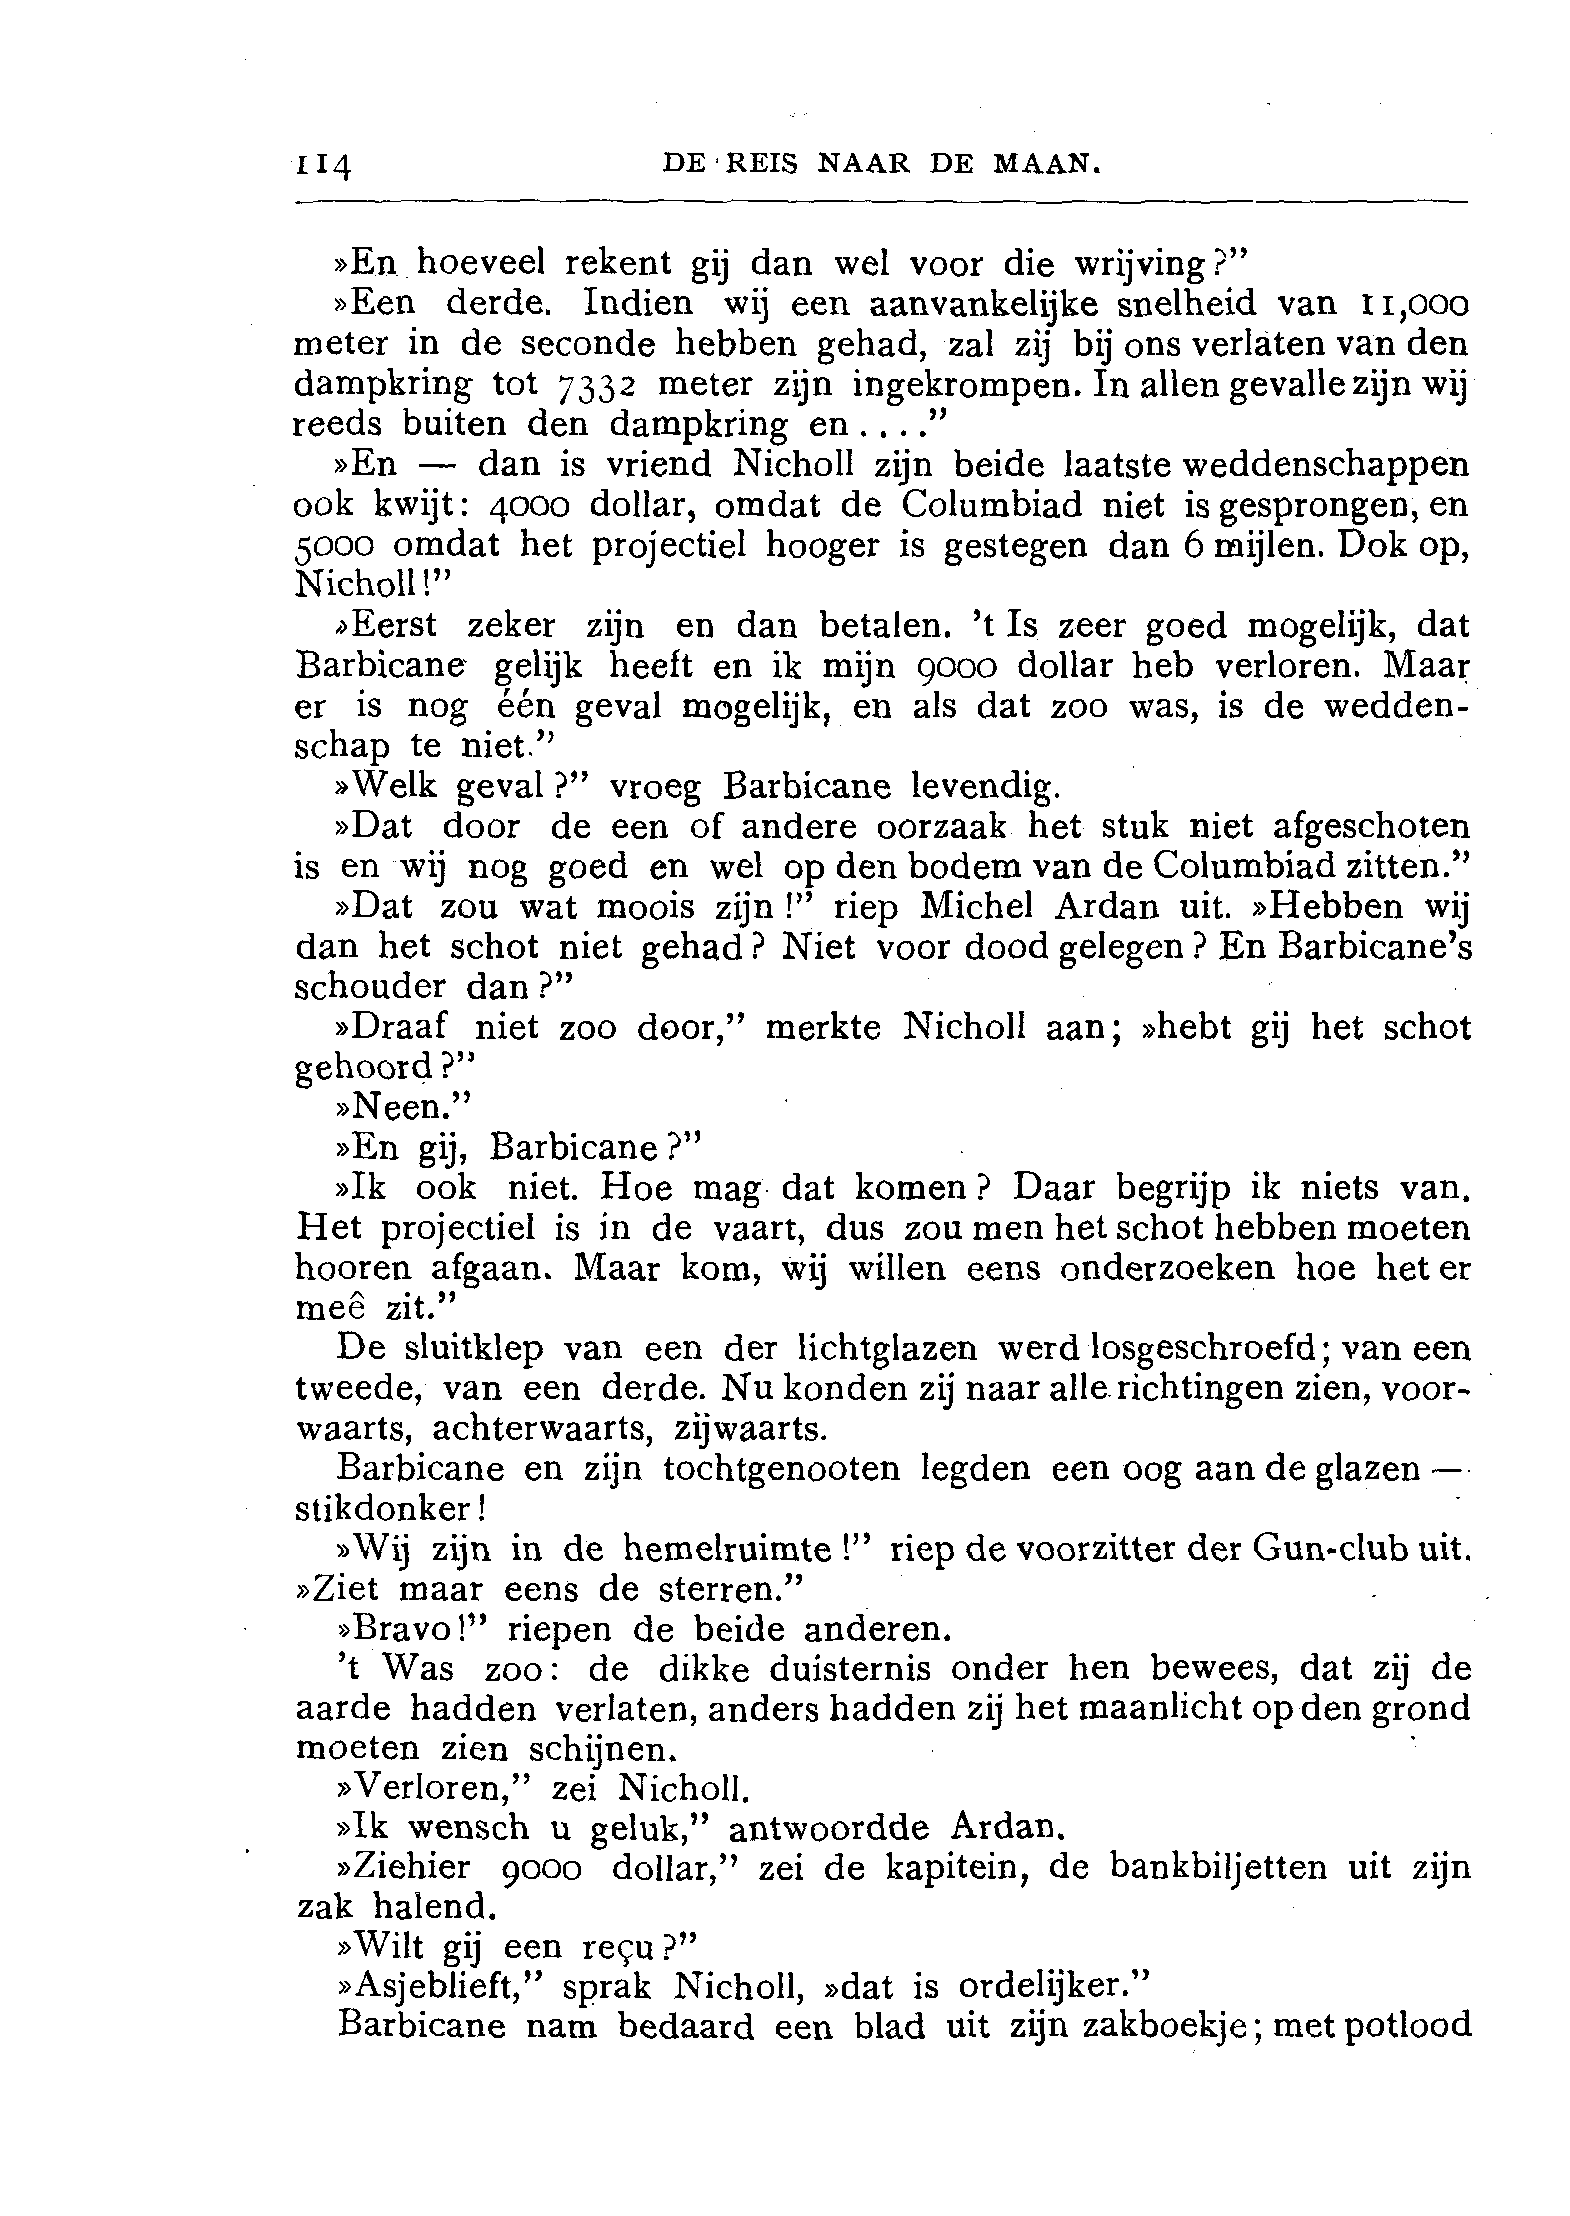 114 DE REIS NAAR DE MAAN.
»En hoeveel rekent gij dan wel voor die wrijving?”
»Een derde. Indien wij een aanvankelijke snelheid van 11,000
meter in de seconde hebben gehad, zal zij bij ons verlaten van den
dampkring tot 7332 meter zijn ingekrompen. In allen gevalle zijn wij
reeds buiten den dampkring en . . . .”
»En — dan is vriend Nicholl zijn beide laatste weddenschappen
ook kwijt: 4000 dollar, omdat de Columbiad niet is gesprongen, en
5000 omdat het projectiel hooger is gestegen dan 6 mijlen. Dok op,
Nicholl!”
»Eerst zeker zijn en dan betalen. 't Is zeer goed mogelijk, dat
Barbicane gelijk heeft en ik mijn 9000 dollar heb verloren. Maar
er is nog één geval mogelijk, en als dat zoo was, is de wedden-
schap te niet.”
»Welk geval?” vroeg Barbicane levendig.
»Dat door de een of andere oorzaak het stuk niet afgeschoten
is en wij nog goed en wel op den bodem van de Columbiad zitten.”
»Dat zou wat moois zijn!” riep Michel Ardan uit. »Hebben wij
dan het schot niet gehad? Niet voor dood gelegen? En Barbicane's
schouder dan?”
»Draaf niet zoo door,” merkte Nicholl aan; »hebt gij het schot
gehoord?”
»Neen.”
»En gij, Barbicane?”
»Ik ook niet. Hoe mag dat komen? Daar begrijp ik niets van.
Het projectiel is in de vaart, dus zou men het schot hebben moeten
hooren afgaan. Maar kom, wij willen eens onderzoeken hoe het er
meê zit.”
De sluitklep van een der lichtglazen werd losgeschroefd; van een
tweede, van een derde. Nu konden zij naar alle richtingen zien, voor-
waarts, achterwaarts, zijwaarts.
Barbicane en zijn tochtgenooten legden een oog aan de glazen —
stikdonker!
»Wij zijn in de hemelruimte!” riep de voorzitter der Gun-club uit.
»Ziet maar eens de sterren.”
»Bravo!” riepen de beide anderen.
't Was zoo: de dikke duisternis onder hen bewees, dat zij de
aarde hadden verlaten, anders hadden zij het maanlicht op den grond
moeten zien schijnen.
»Verloren,” zei Nicholl.
»Ik wensch u geluk,” antwoordde Ardan.
»Ziehier 9000 dollar,” zei de kapitein, de bankbiljetten uit zijn
zak halend.
»Wilt gij een reçu?”
»Asjeblieft,” sprak Nicholl, »dat is ordelijker.”
Barbicane nam bedaard een blad uit zijn zakboekje; met potlood